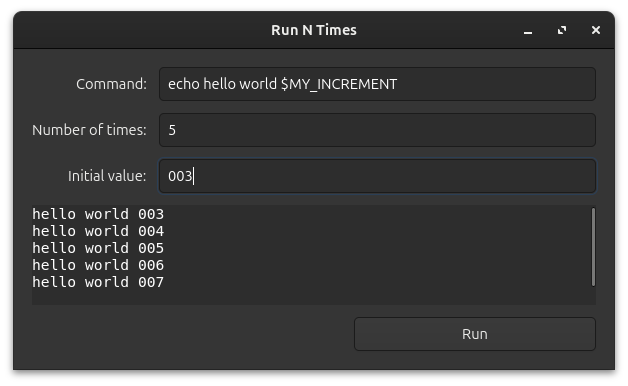 Run N Times
Command: echo hello world $MY_INCREMENT
Number of times: 5
Initial value: 003
hello world 003
hello world 004
hello world 005
hello world 006
hello world 007
Run